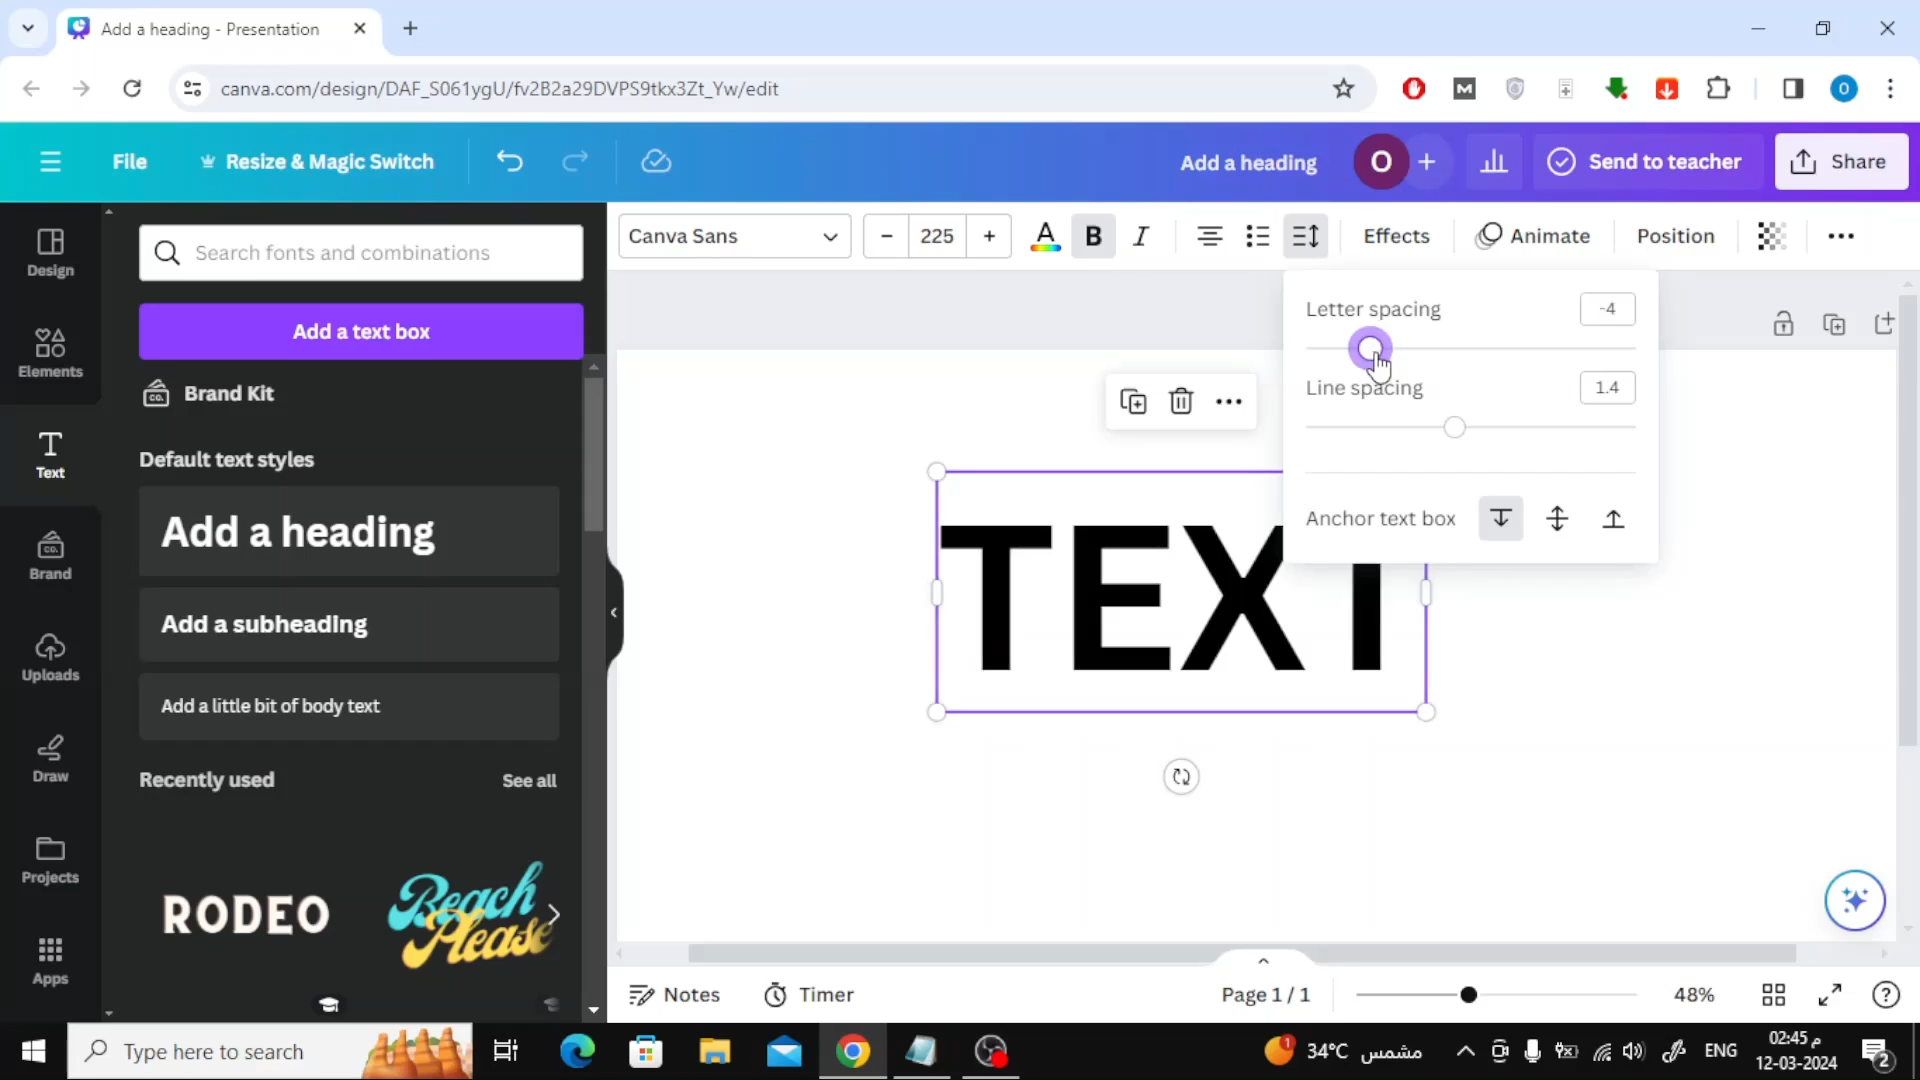 Add a heading - Presentation
canva.com/design/DAF_S061ygU/fv2B2a29DVPS9tkx3Zt_Yw/edit
File
Resize & Magic Switch
Add a heading
O
Send to teacher
Share
Design
Elements
Text
Brand
Uploads
Draw
Projects
Apps
Search fonts and combinations
Add a text box
Brand Kit
Default text styles
Add a heading
Add a subheading
Add a little bit of body text
Recently used
See all
RODEO
Beach Please
Canva Sans
225
B
I
Effects
Animate
Position
Letter spacing
-4
Line spacing
1.4
Anchor text box
TEXT
Notes
Timer
Page 1 / 1
48%
Type here to search
34°C مشمس
ENG
02:45 م
12-03-2024
2